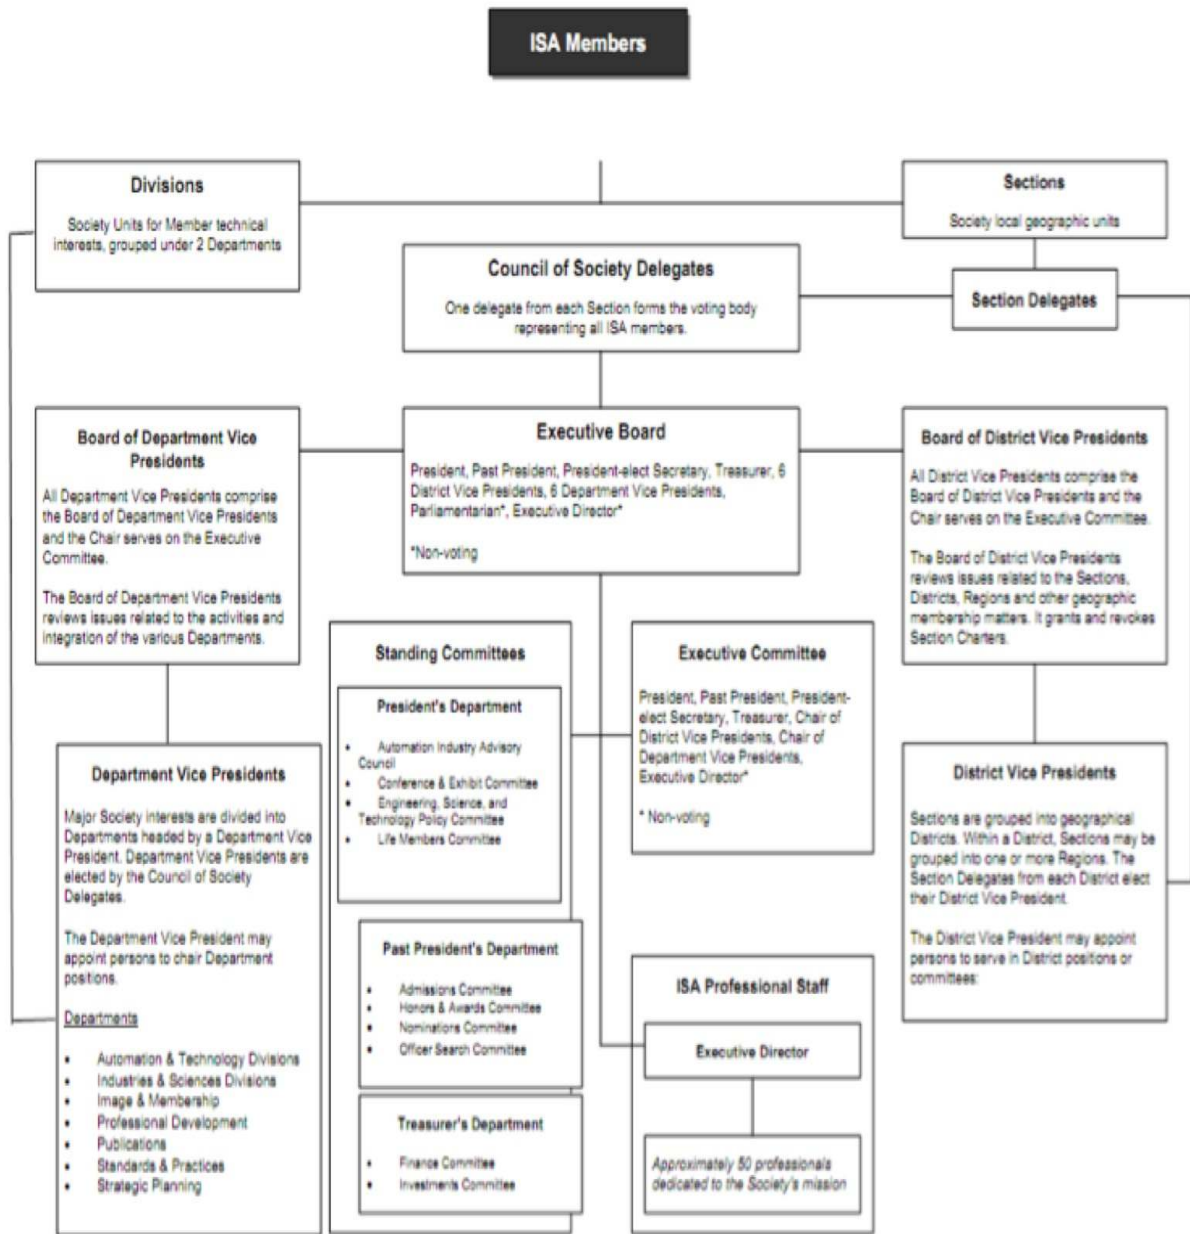 ISA Members
Divisions
Society Units for Member technical
interests, grouped under 2 Departments
Sections
Society local geographic units
Council of Society Delegates
One delegate from each Section forms the voting body
representing all ISA members.
Section Delegates
Board of Department Vice
Presidents
All Department Vice Presidents comprise
the Board of Department Vice Presidents
and the Chair serves on the Executive
Committee.
The Board of Department Vice Presidents
reviews issues related to the activities and
integration of the various Departments.
Executive Board
President, Past President, President-elect Secretary, Treasurer, 6
District Vice Presidents, 6 Department Vice Presidents,
Parliamentarian*, Executive Director*
*Non-voting
Board of District Vice Presidents
All District Vice Presidents comprise the
Board of District Vice Presidents and the
Chair serves on the Executive Committee.
The Board of District Vice Presidents
reviews issues related to the Sections,
Districts, Regions and other geographic
membership matters. It grants and revokes
Section Charters.
Department Vice Presidents
Major Society interests are divided into
Departments headed by a Department Vice
President. Department Vice Presidents are
elected by the Council of Society
Delegates.
The Department Vice President may
appoint persons to chair Department
positions.
Departments
• Automation & Technology Divisions
• Industries & Sciences Divisions
• Image & Membership
• Professional Development
• Publications
• Standards & Practices
• Strategic Planning
Standing Committees
President's Department
• Automation Industry Advisory
Council
• Conference & Exhibit Committee
• Engineering, Science, and
Technology Policy Committee
• Life Members Committee
Past President's Department
• Admissions Committee
• Honors & Awards Committee
• Nominations Committee
• Officer Search Committee
Treasurer's Department
• Finance Committee
• Investments Committee
Executive Committee
President, Past President, President-
elect Secretary, Treasurer, Chair of
District Vice Presidents, Chair of
Department Vice Presidents,
Executive Director*
* Non-voting
ISA Professional Staff
Executive Director
Approximately 50 professionals
dedicated to the Society's mission
District Vice Presidents
Sections are grouped into geographical
Districts. Within a District, Sections may be
grouped into one or more Regions. The
Section Delegates from each District elect
their District Vice President.
The District Vice President may appoint
persons to serve in District positions or
committees: